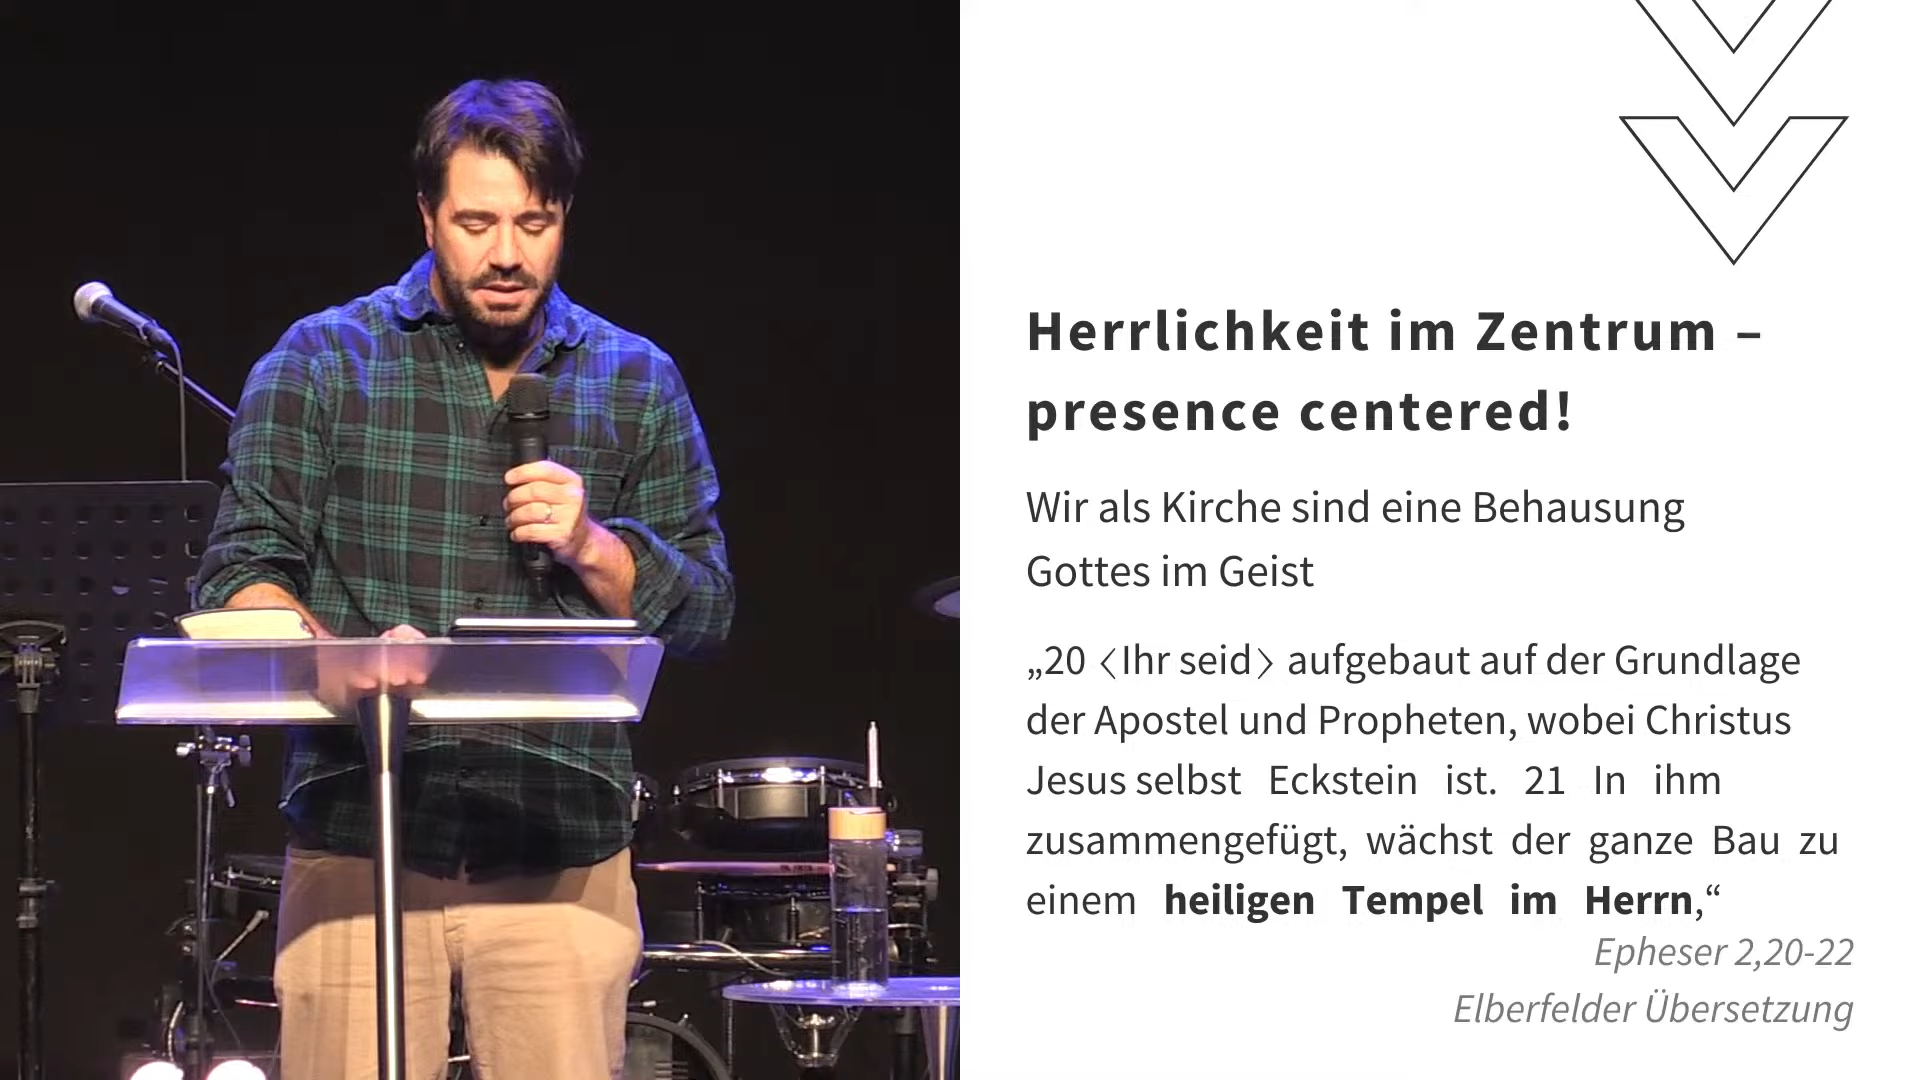 Herrlichkeit im Zentrum –
presence centered!
Wir als Kirche sind eine Behausung
Gottes im Geist
„20 〈Ihr seid〉 aufgebaut auf der Grundlage
der Apostel und Propheten, wobei Christus
Jesus selbst Eckstein ist. 21 In ihm
zusammengefügt, wächst der ganze Bau zu
einem heiligen Tempel im Herrn,“
Epheser 2,20-22
Elberfelder Übersetzung